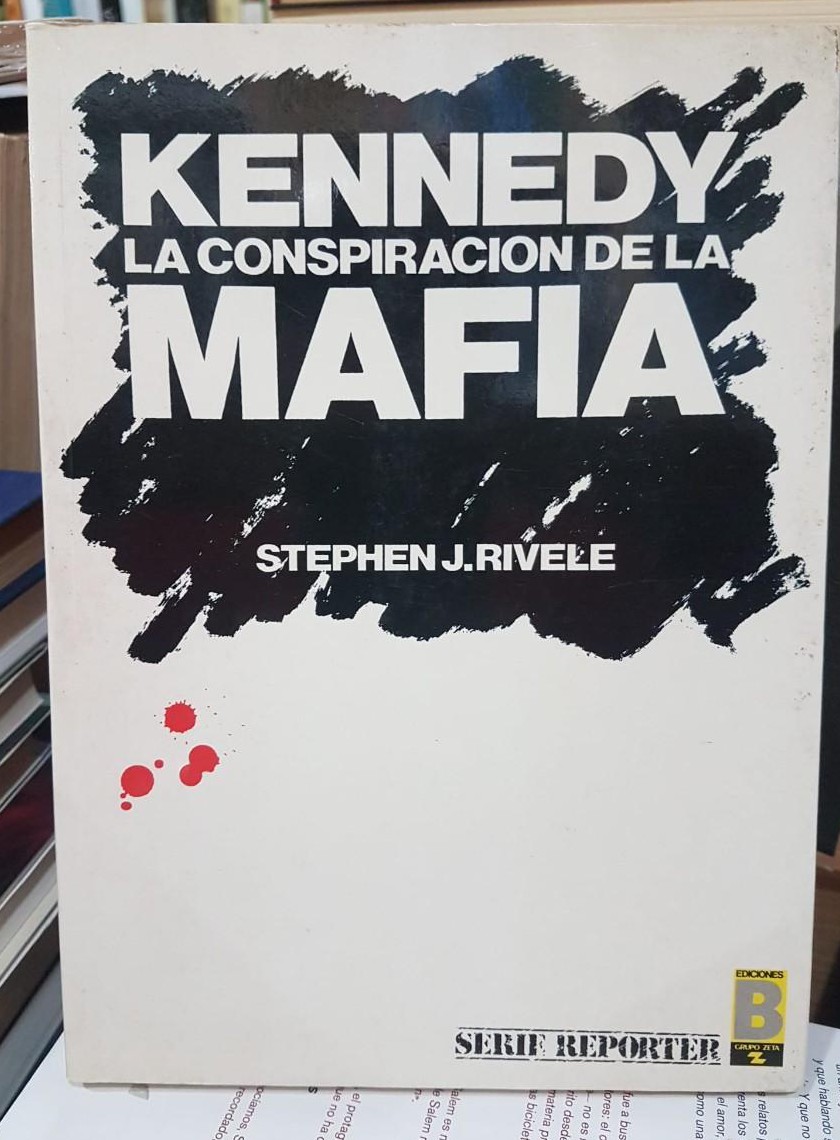 KENNEDY
LA CONSPIRACION DE LA
MAFIA
STEPHEN J. RIVELE
SERIE REPORTER
EDICIONES
B
GRUPO ZETA
Z